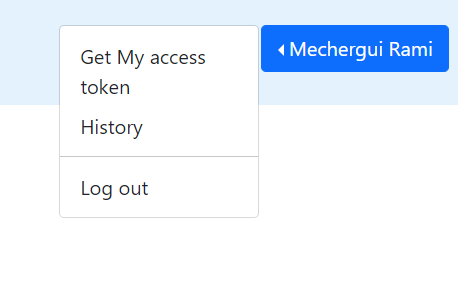 Get My access
token
Mechergui Rami
History
Log out